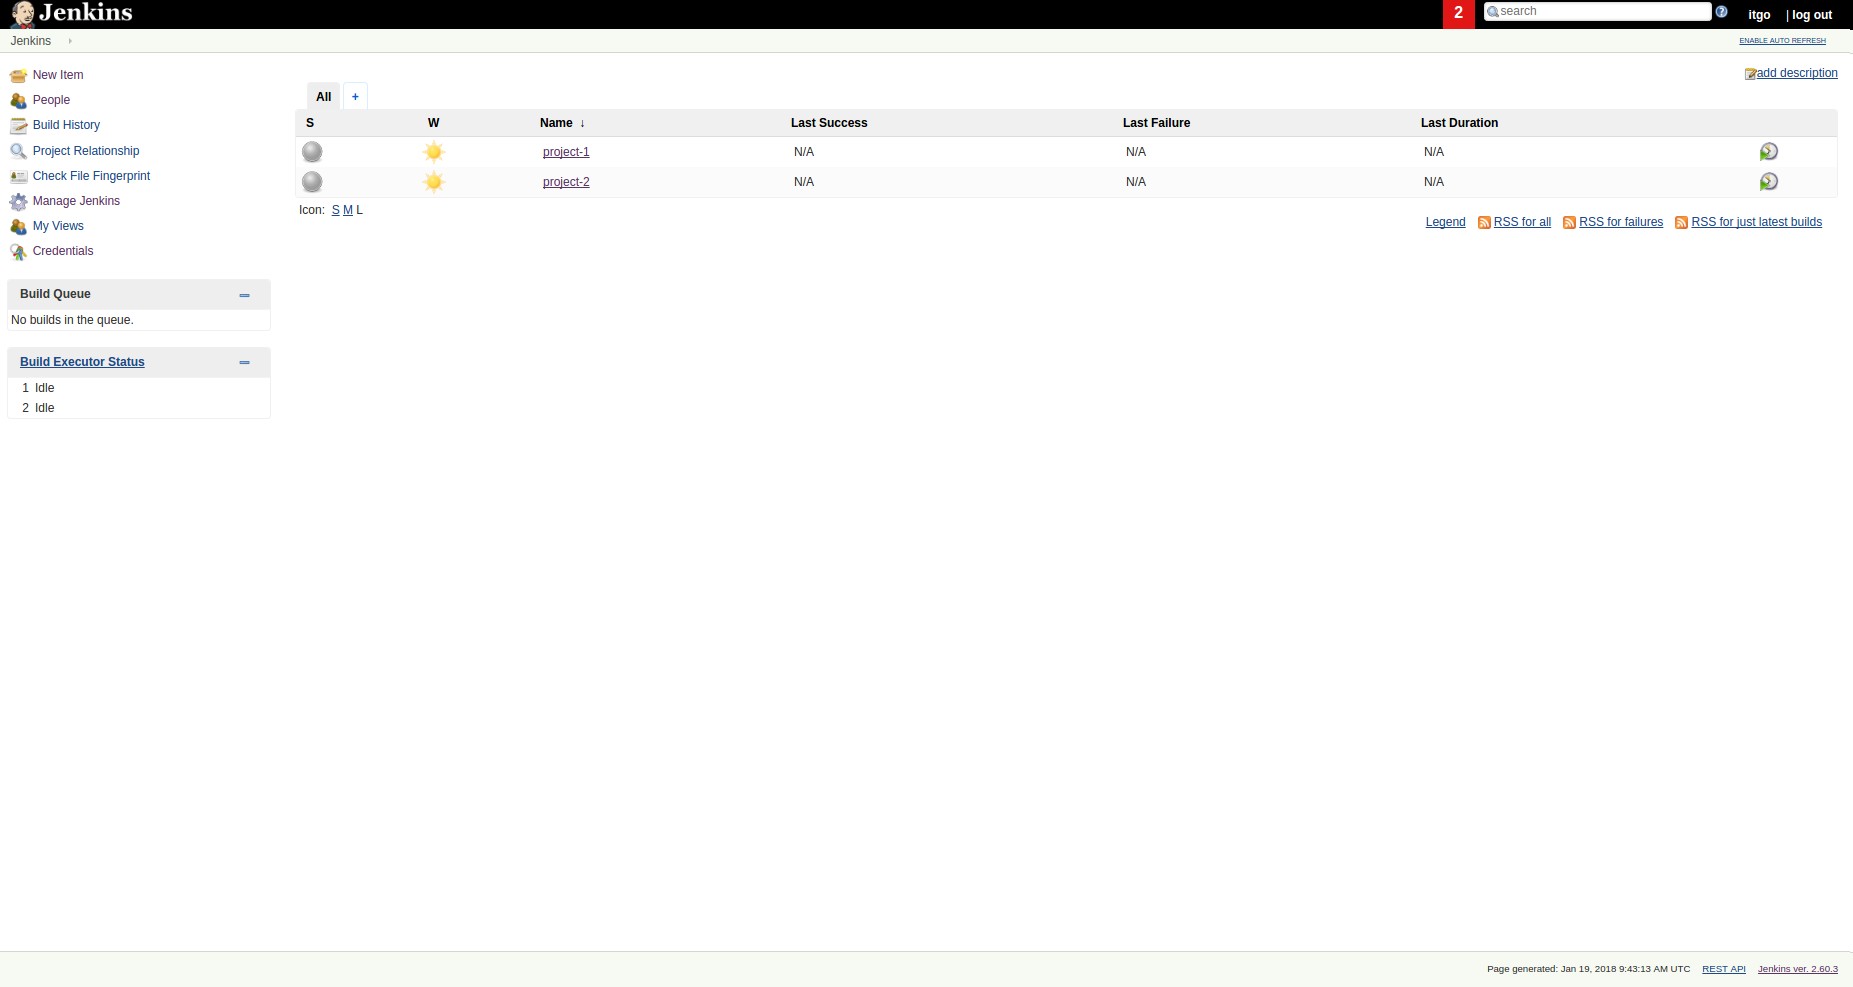 Jenkins
2
search
itgo
| log out
Jenkins
ENABLE AUTO REFRESH
New Item
People
Build History
Project Relationship
Check File Fingerprint
Manage Jenkins
My Views
Credentials
Build Queue
No builds in the queue.
Build Executor Status
1 Idle
2 Idle
add description
All +
S W Name ↓ Last Success Last Failure Last Duration
project-1 N/A N/A N/A
project-2 N/A N/A N/A
Icon: S M L
Legend RSS for all RSS for failures RSS for just latest builds
Page generated: Jan 19, 2018 9:43:13 AM UTC REST API Jenkins ver. 2.60.3